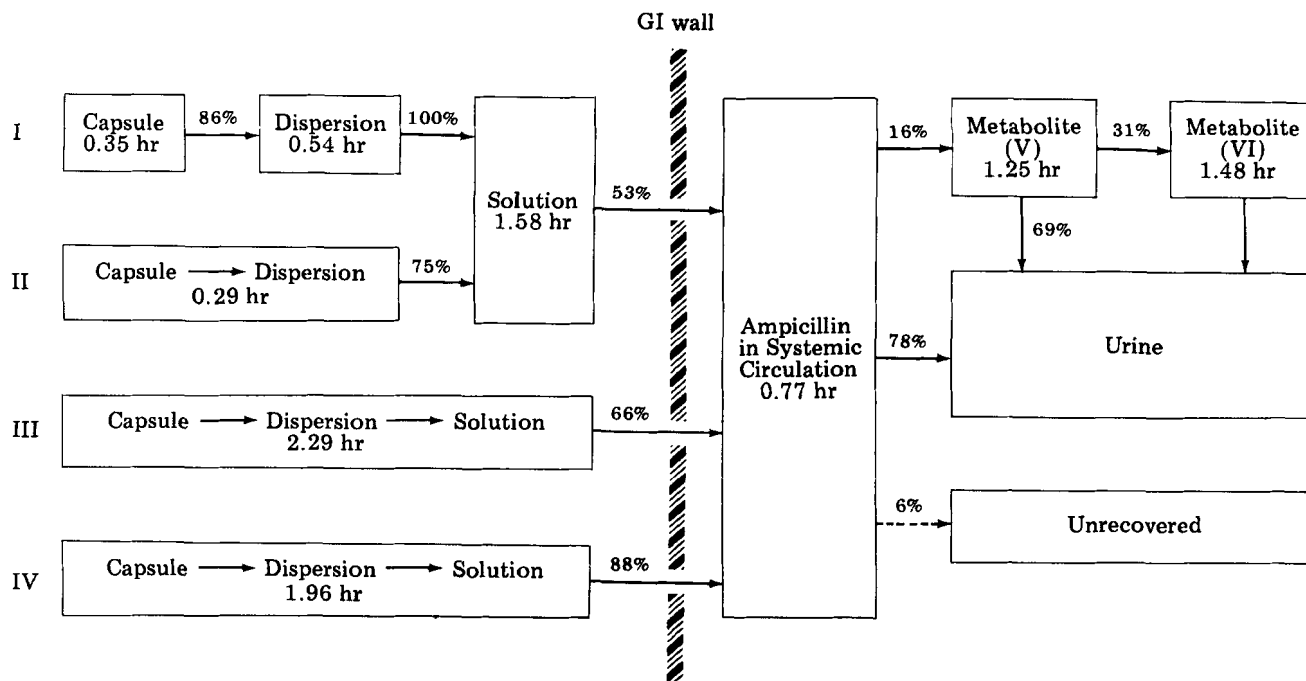 GI wall
I
Capsule
0.35 hr
86%
Dispersion
0.54 hr
100%
Solution
1.58 hr
53%
II
Capsule Dispersion
0.29 hr
75%
III
Capsule Dispersion Solution
2.29 hr
66%
IV
Capsule Dispersion Solution
1.96 hr
88%
Ampicillin
in Systemic
Circulation
0.77 hr
16%
Metabolite
(V)
1.25 hr
31%
Metabolite
(VI)
1.48 hr
69%
78%
Urine
6%
Unrecovered